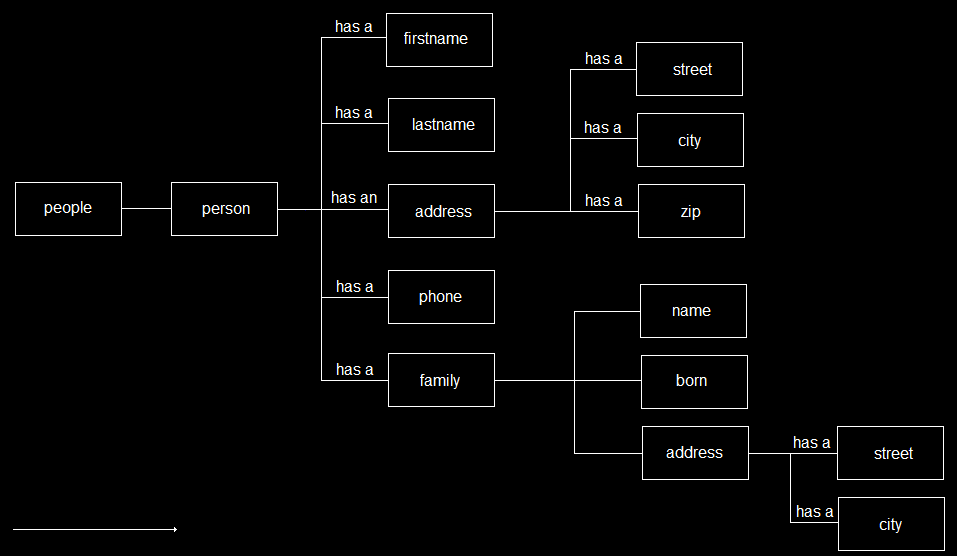 has a
firstname
has a
street
has a
lastname
has a
city
people
person
has an
address
has a
zip
has a
phone
name
has a
family
born
address
has a
street
has a
city